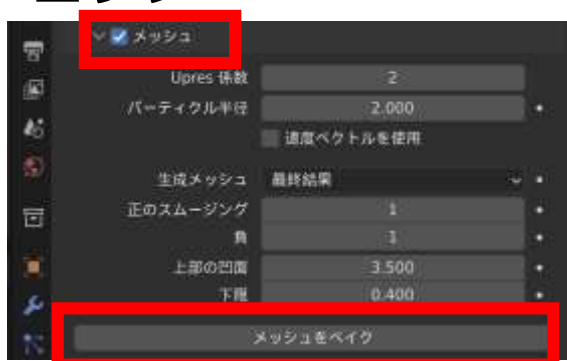 メッシュ
Upres 係数 2
パーティクル半径 2.000
速度ベクトルを使用
生成メッシュ 最終結果
正のスムージング 1
負 1
上部の凹面 3.500
下限 0.400
メッシュをベイク